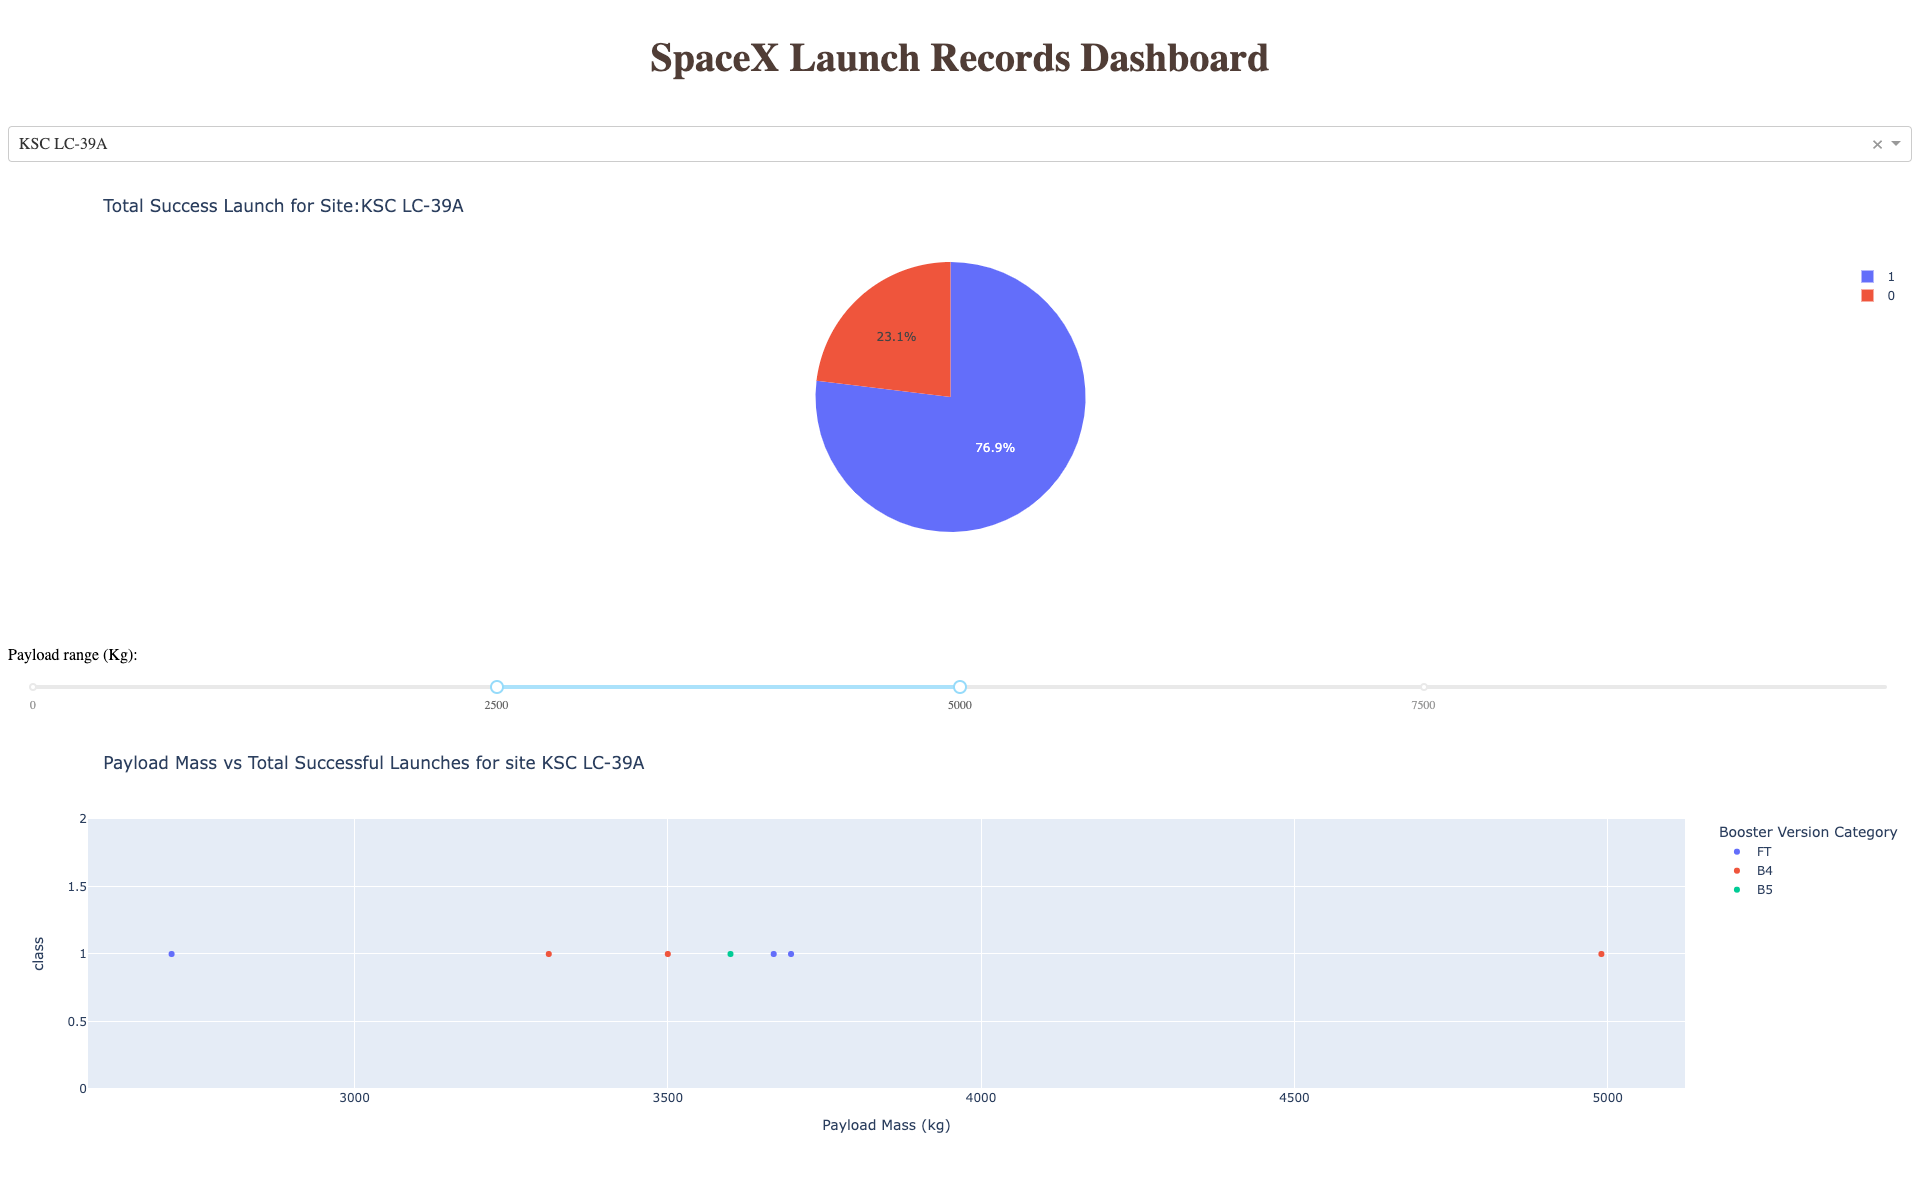 SpaceX Launch Records Dashboard
KSC LC-39A
Total Success Launch for Site:KSC LC-39A
1
0
23.1%
76.9%
Payload range (Kg):
0 2500 5000 7500
Payload Mass vs Total Successful Launches for site KSC LC-39A
2
1.5
1
0.5
0
class
3000 3500 4000 4500 5000
Payload Mass (kg)
Booster Version Category
FT
B4
B5